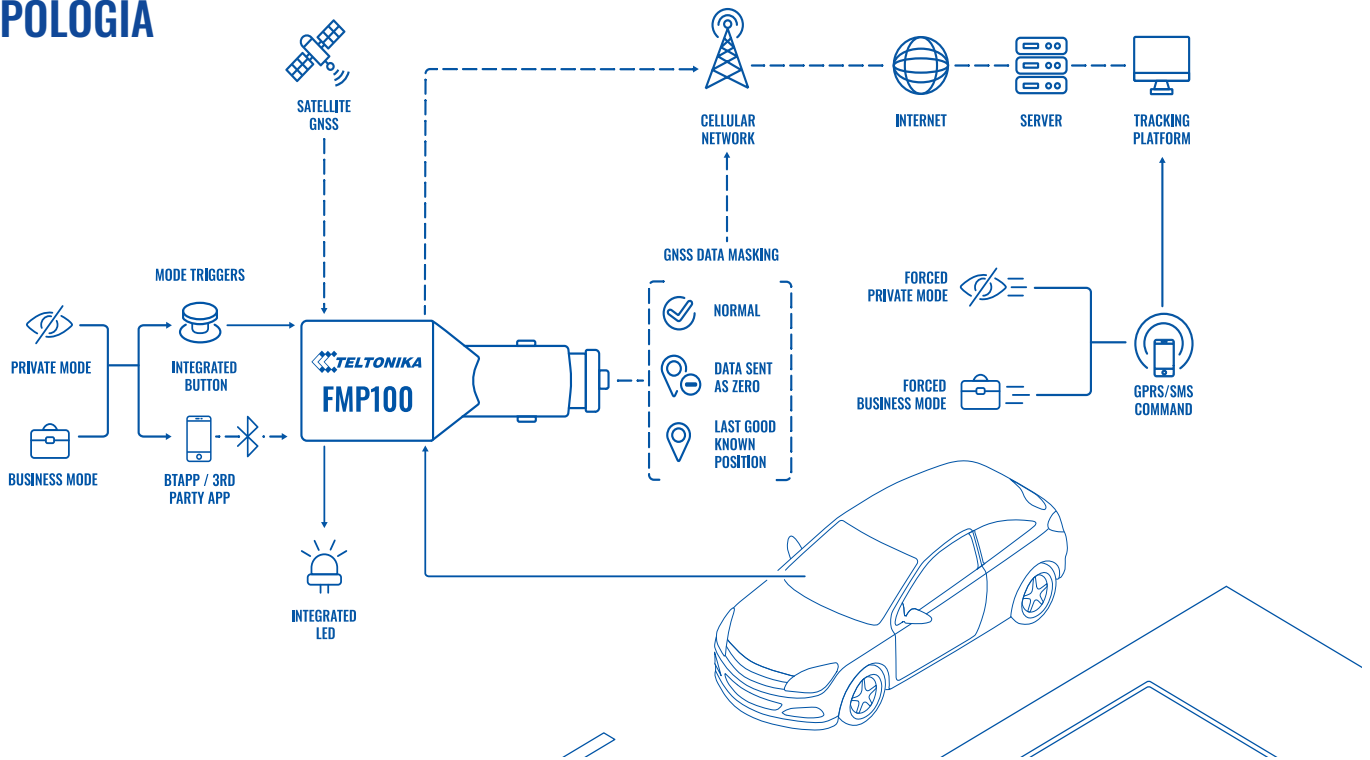 POLOGIA
SATELLITE
GNSS
CELLULAR
NETWORK
INTERNET
SERVER
TRACKING
PLATFORM
MODE TRIGGERS
PRIVATE MODE
INTEGRATED
BUTTON
BUSINESS MODE
BTAPP / 3RD
PARTY APP
TELTONIKA
FMP100
INTEGRATED
LED
GNSS DATA MASKING
NORMAL
DATA SENT
AS ZERO
LAST GOOD
KNOWN
POSITION
FORCED
PRIVATE MODE
FORCED
BUSINESS MODE
GPRS/SMS
COMMAND